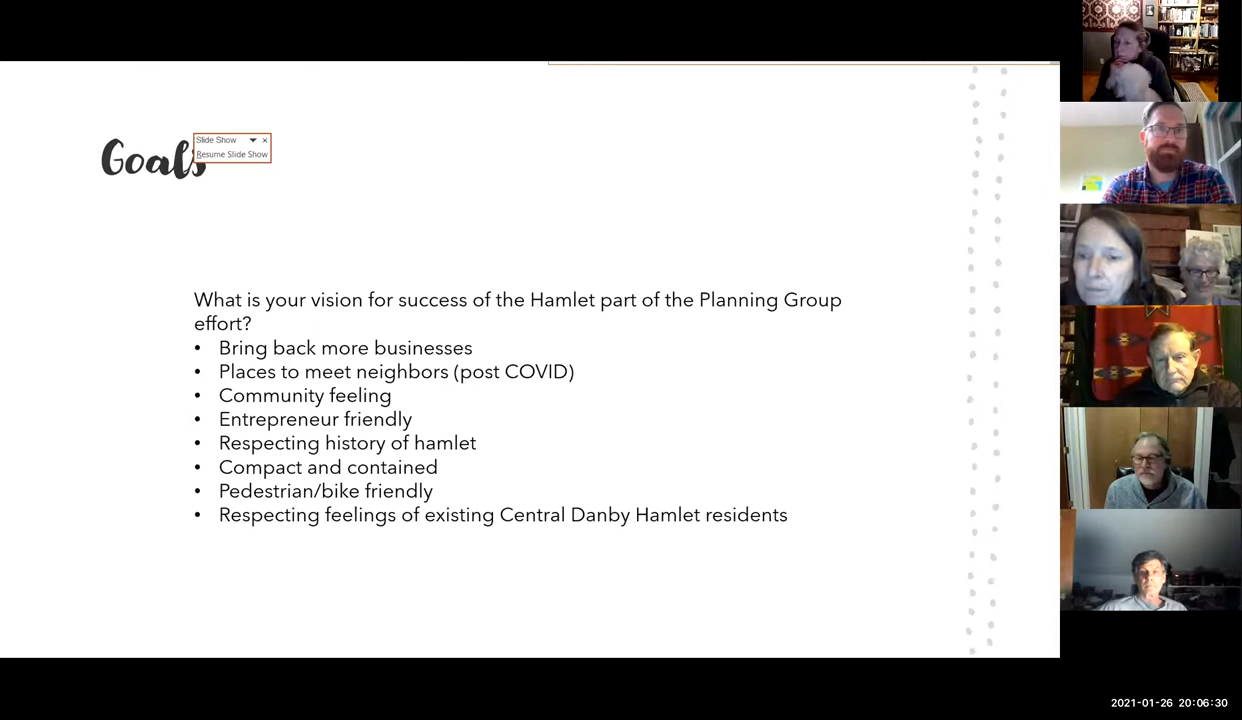 Goals
Slide Show
Resume Slide Show
What is your vision for success of the Hamlet part of the Planning Group
effort?
• Bring back more businesses
• Places to meet neighbors (post COVID)
• Community feeling
• Entrepreneur friendly
• Respecting history of hamlet
• Compact and contained
• Pedestrian/bike friendly
• Respecting feelings of existing Central Danby Hamlet residents
2021-01-26 20:06:30